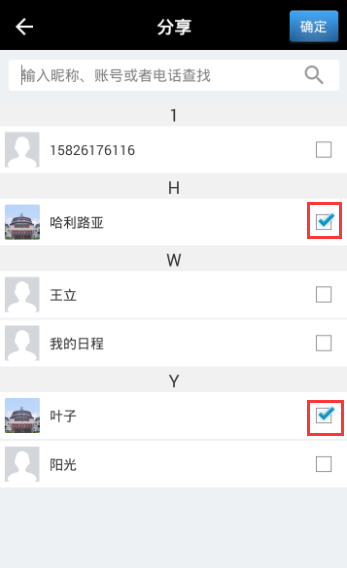 分享
确定
输入昵称、账号或者电话查找
1
15826176116
H
哈利路亚
W
王立
我的日程
Y
叶子
阳光